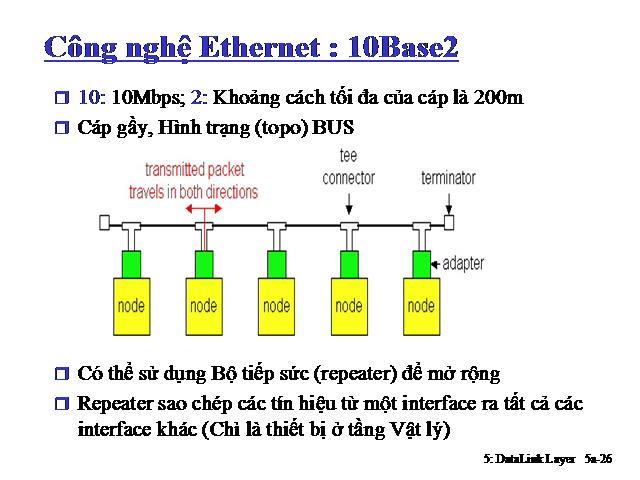 Công nghệ Ethernet : 10Base2
10: 10Mbps; 2: Khoảng cách tối đa của cáp là 200m
Cáp gầy, Hình trạng (topo) BUS
transmitted packet
travels in both directions
tee
connector
terminator
adapter
node node node node node
Có thể sử dụng Bộ tiếp sức (repeater) để mở rộng
Repeater sao chép các tín hiệu từ một interface ra tất cả các
interface khác (Chỉ là thiết bị ở tầng Vật lý)
5: DataLink Layer 5a-26